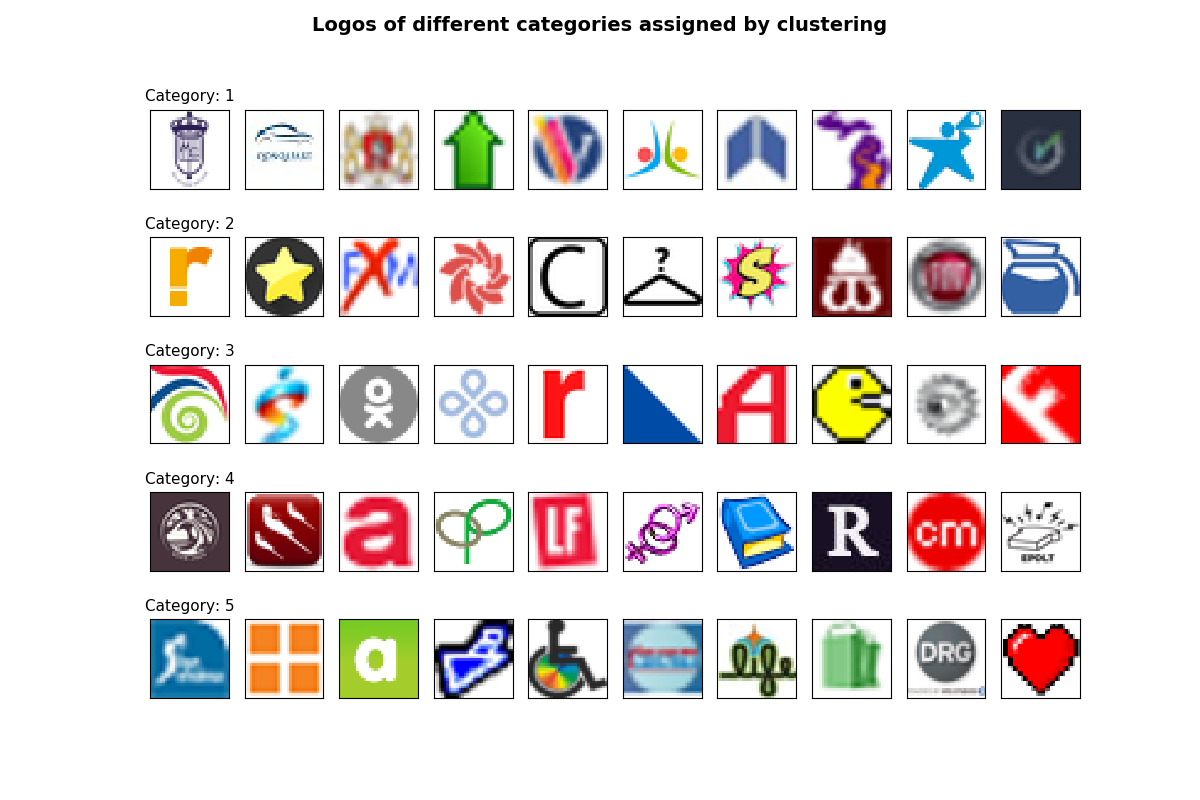 Logos of different categories assigned by clustering
Category: 1
V
Category: 2
r
FXM
C
?
S
FIAT
Category: 3
r
A
F
Category: 4
a
LF
R
cm
EPOLT
Category: 5
a
life
DRG